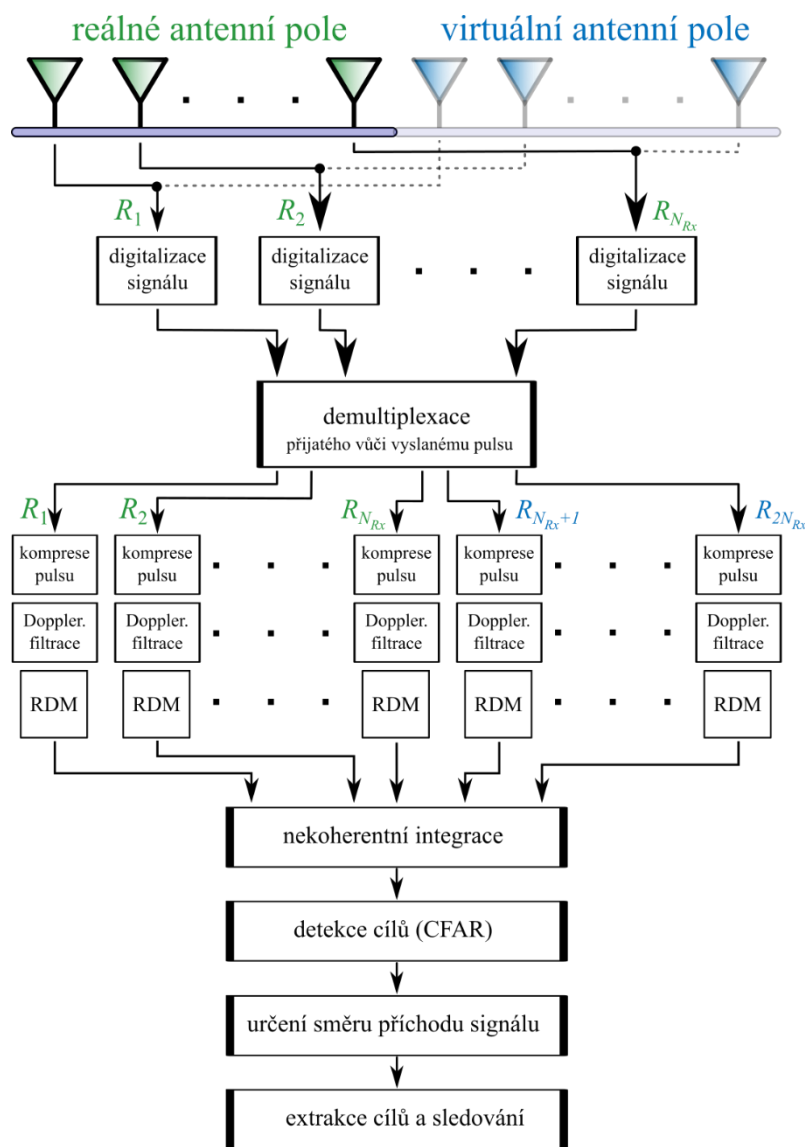 reálné antenní pole virtuální antenní pole
R1 R2 RNRx
digitalizace signálu digitalizace signálu digitalizace signálu
demultiplexace
přijatého vůči vyslanému pulsu
R1 R2 RNRx RNRx+1 R2NRx
komprese pulsu komprese pulsu komprese pulsu komprese pulsu komprese pulsu
Doppler. filtrace Doppler. filtrace Doppler. filtrace Doppler. filtrace Doppler. filtrace
RDM RDM RDM RDM RDM
nekoherentní integrace
detekce cílů (CFAR)
určení směru příchodu signálu
extrakce cílů a sledování